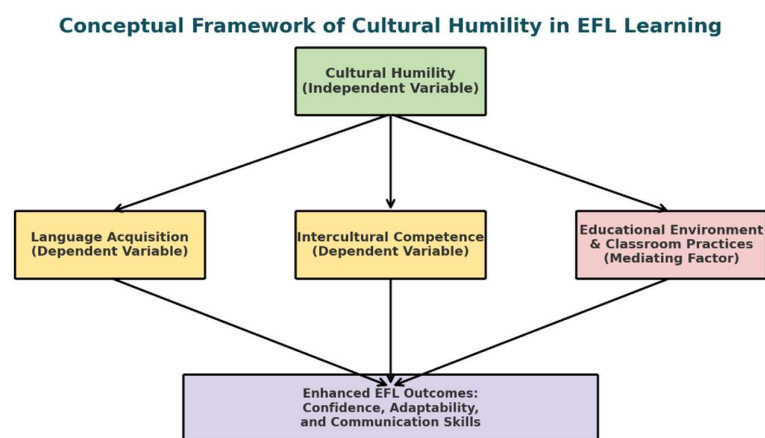 Conceptual Framework of Cultural Humility in EFL Learning
Cultural Humility
(Independent Variable)
Language Acquisition
(Dependent Variable)
Intercultural Competence
(Dependent Variable)
Educational Environment
& Classroom Practices
(Mediating Factor)
Enhanced EFL Outcomes:
Confidence, Adaptability,
and Communication Skills